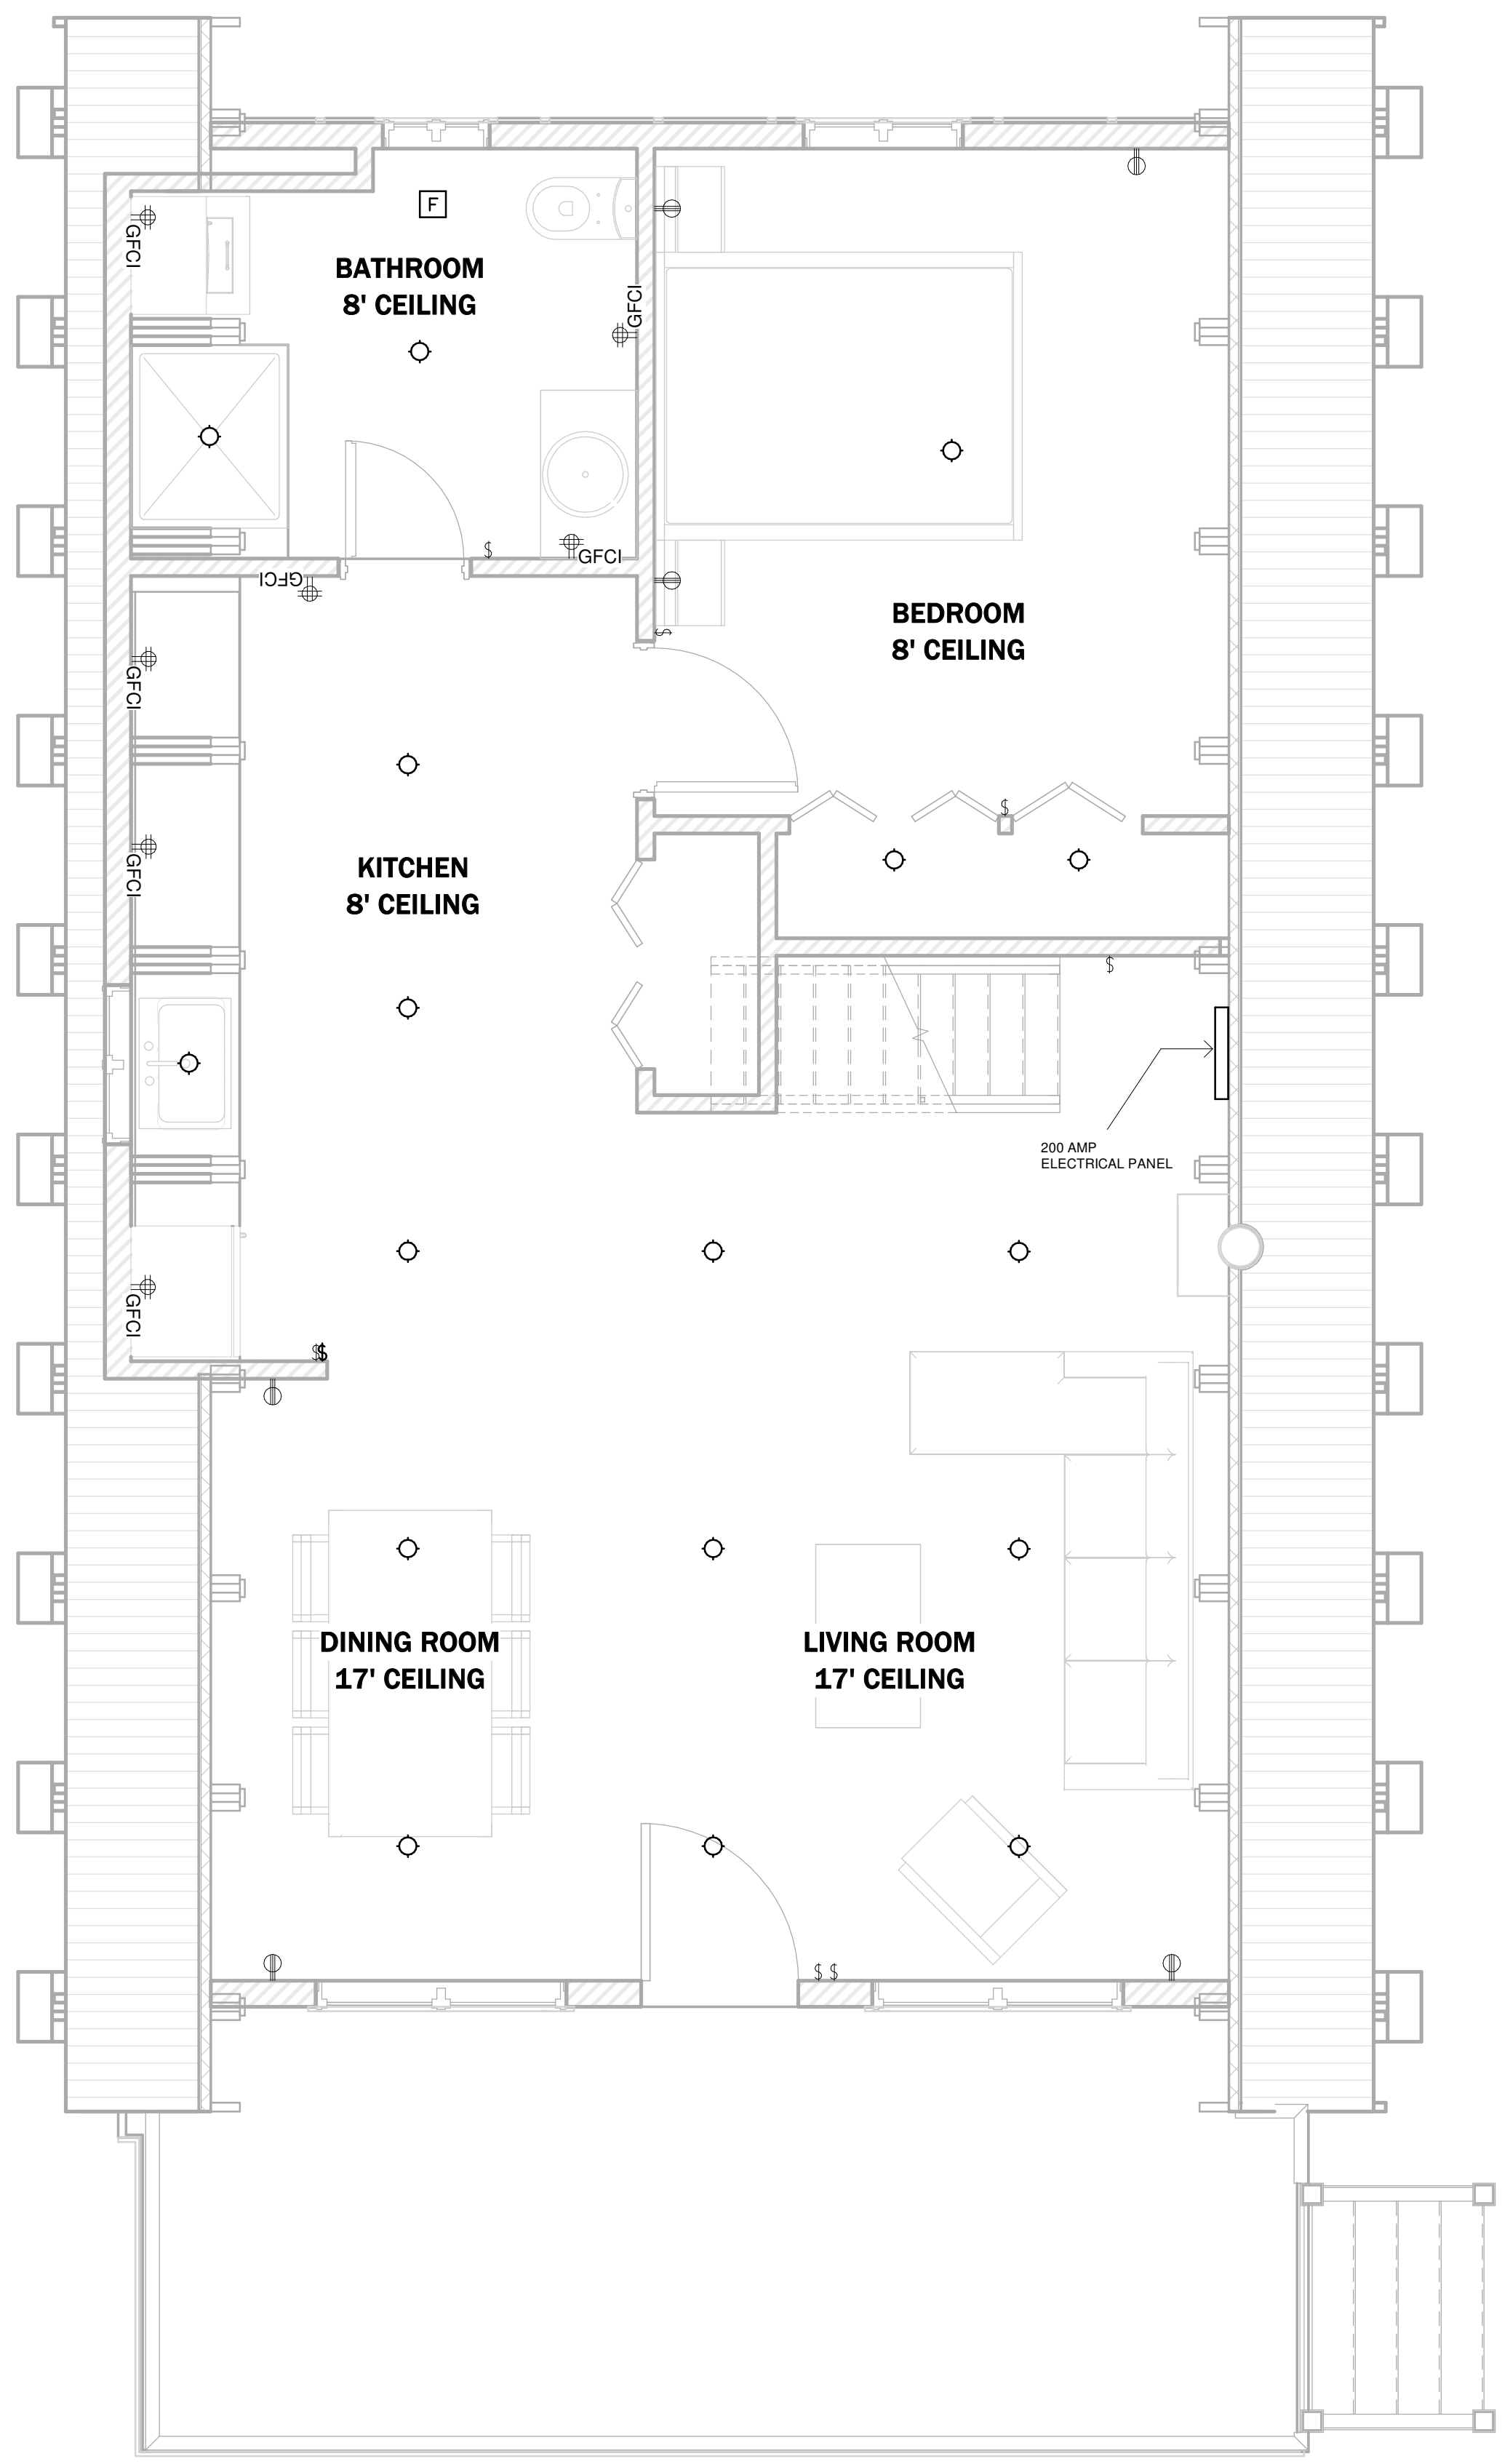 F
GFCI
BATHROOM
8' CEILING
GFCI
$
GFCI
GFCI
BEDROOM
8' CEILING
$
GFCI
$
KITCHEN
8' CEILING
GFCI
$
200 AMP
ELECTRICAL PANEL
GFCI
$$
DINING ROOM
17' CEILING
LIVING ROOM
17' CEILING
$ $